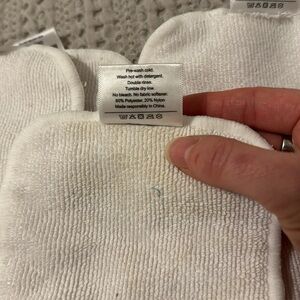 Pre-wash cold.
Wash hot with detergent.
Double rinse.
Tumble dry low.
No bleach. No fabric softener.
80% Polyester, 20% Nylon
Made responsibly in China.